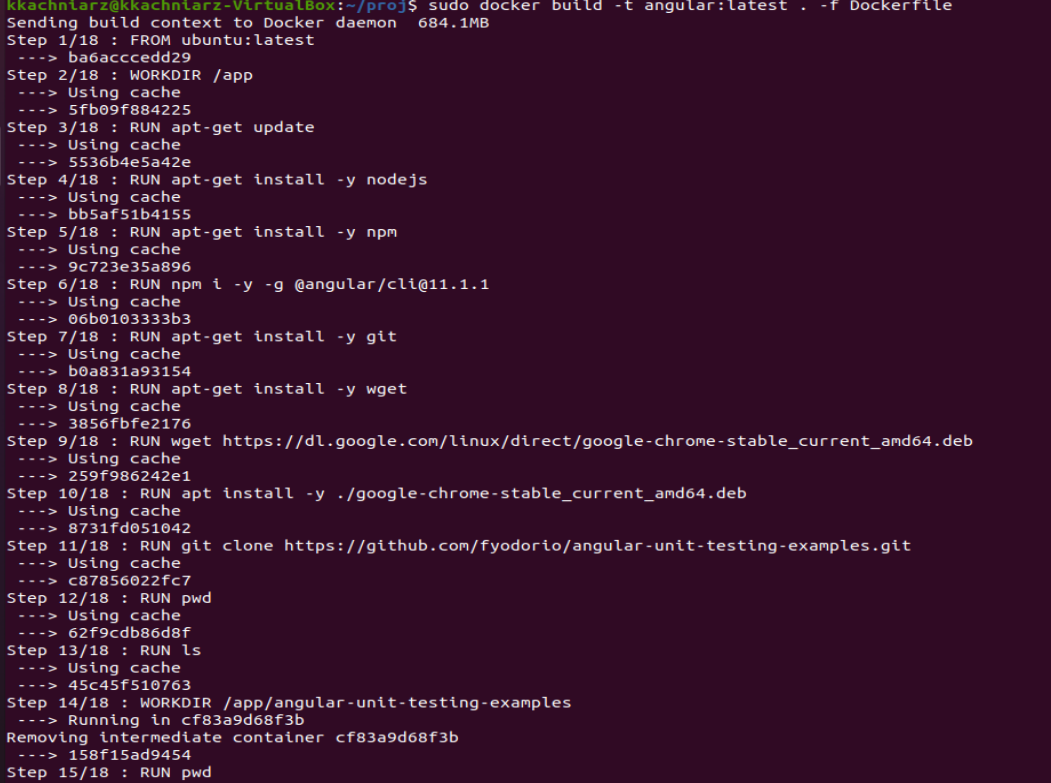 kkachniarz@kkachniarz-VirtualBox:~/proj$ sudo docker build -t angular:latest . -f Dockerfile
Sending build context to Docker daemon  684.1MB
Step 1/18 : FROM ubuntu:latest
 ---> ba6acccedd29
Step 2/18 : WORKDIR /app
 ---> Using cache
 ---> 5fb09f884225
Step 3/18 : RUN apt-get update
 ---> Using cache
 ---> 5536b4e5a42e
Step 4/18 : RUN apt-get install -y nodejs
 ---> Using cache
 ---> bb5af51b4155
Step 5/18 : RUN apt-get install -y npm
 ---> Using cache
 ---> 9c723e35a896
Step 6/18 : RUN npm i -y -g @angular/cli@11.1.1
 ---> Using cache
 ---> 06b0103333b3
Step 7/18 : RUN apt-get install -y git
 ---> Using cache
 ---> b0a831a93154
Step 8/18 : RUN apt-get install -y wget
 ---> Using cache
 ---> 3856fbfe2176
Step 9/18 : RUN wget https://dl.google.com/linux/direct/google-chrome-stable_current_amd64.deb
 ---> Using cache
 ---> 259f986242e1
Step 10/18 : RUN apt install -y ./google-chrome-stable_current_amd64.deb
 ---> Using cache
 ---> 8731fd051042
Step 11/18 : RUN git clone https://github.com/fyodorio/angular-unit-testing-examples.git
 ---> Using cache
 ---> c87856022fc7
Step 12/18 : RUN pwd
 ---> Using cache
 ---> 62f9cdb86d8f
Step 13/18 : RUN ls
 ---> Using cache
 ---> 45c45f510763
Step 14/18 : WORKDIR /app/angular-unit-testing-examples
 ---> Running in cf83a9d68f3b
Removing intermediate container cf83a9d68f3b
 ---> 158f15ad9454
Step 15/18 : RUN pwd